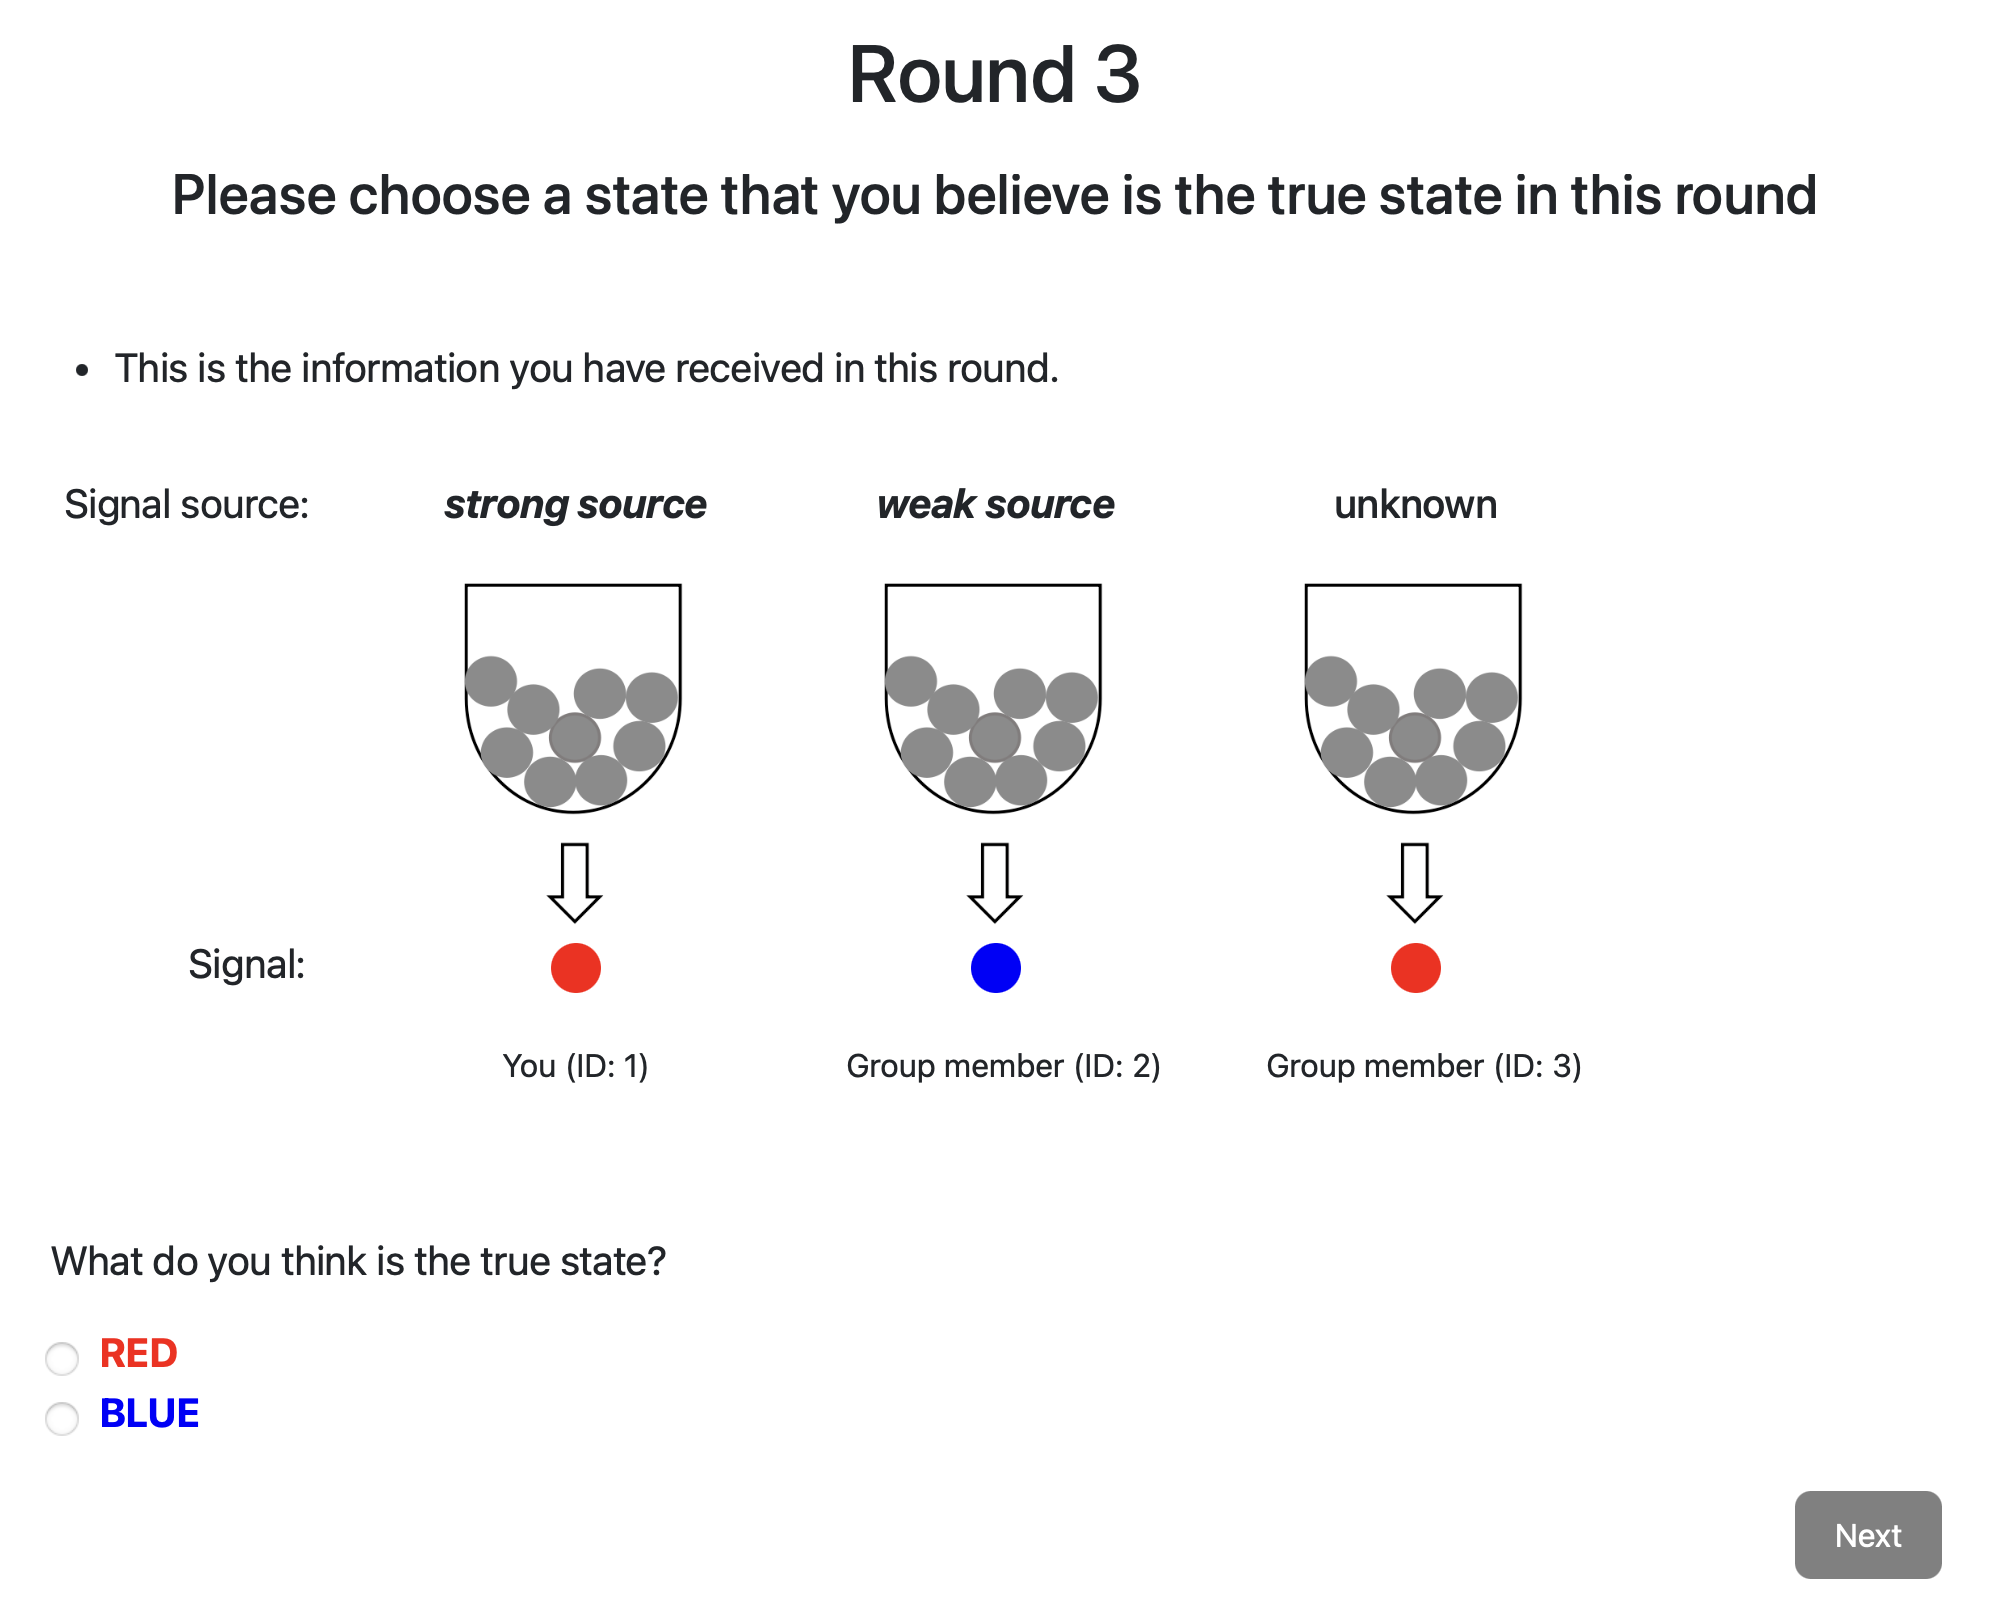 Round 3
Please choose a state that you believe is the true state in this round
• This is the information you have received in this round.
Signal source: strong source weak source unknown
Signal:
You (ID: 1) Group member (ID: 2) Group member (ID: 3)
What do you think is the true state?
RED
BLUE
Next